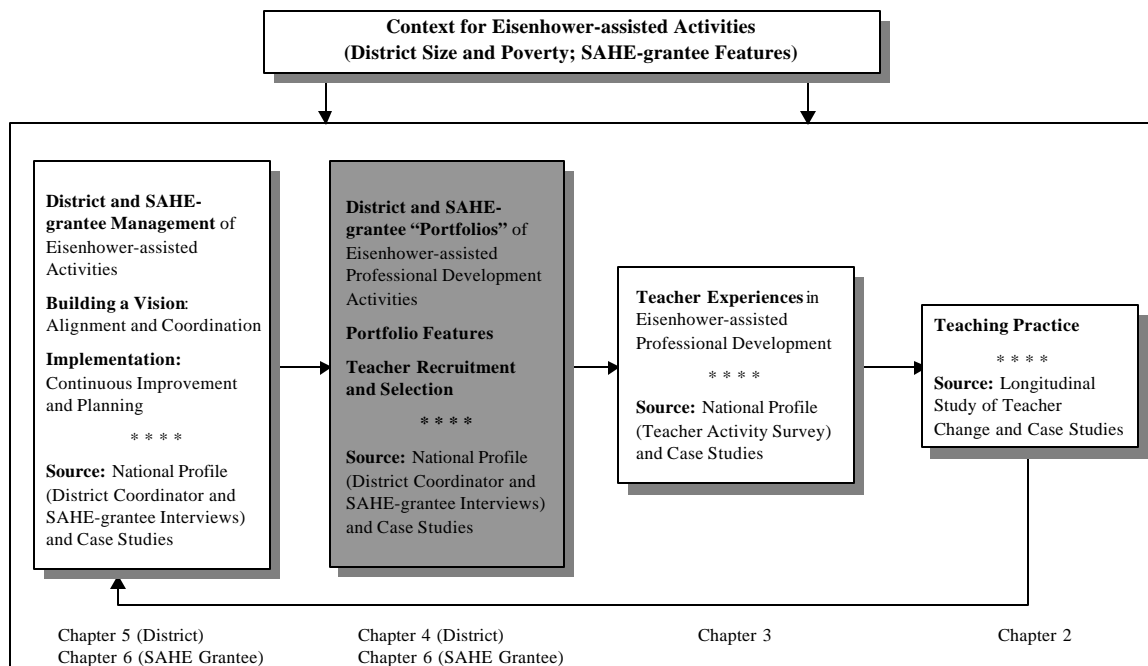 Context for Eisenhower-assisted Activities
(District Size and Poverty; SAHE-grantee Features)
District and SAHE-
grantee Management of
Eisenhower-assisted
Activities
Building a Vision:
Alignment and Coordination
Implementation:
Continuous Improvement
and Planning
* * * *
Source: National Profile
(District Coordinator and
SAHE-grantee Interviews)
and Case Studies
District and SAHE-
grantee “Portfolios” of
Eisenhower-assisted
Professional Development
Activities
Portfolio Features
Teacher Recruitment
and Selection
* * * *
Source: National Profile
(District Coordinator and
SAHE-grantee Interviews)
and Case Studies
Teacher Experiences in
Eisenhower-assisted
Professional Development
* * * *
Source: National Profile
(Teacher Activity Survey)
and Case Studies
Teaching Practice
* * * *
Source: Longitudinal
Study of Teacher
Change and Case Studies
Chapter 5 (District)
Chapter 6 (SAHE Grantee)
Chapter 4 (District)
Chapter 6 (SAHE Grantee)
Chapter 3
Chapter 2